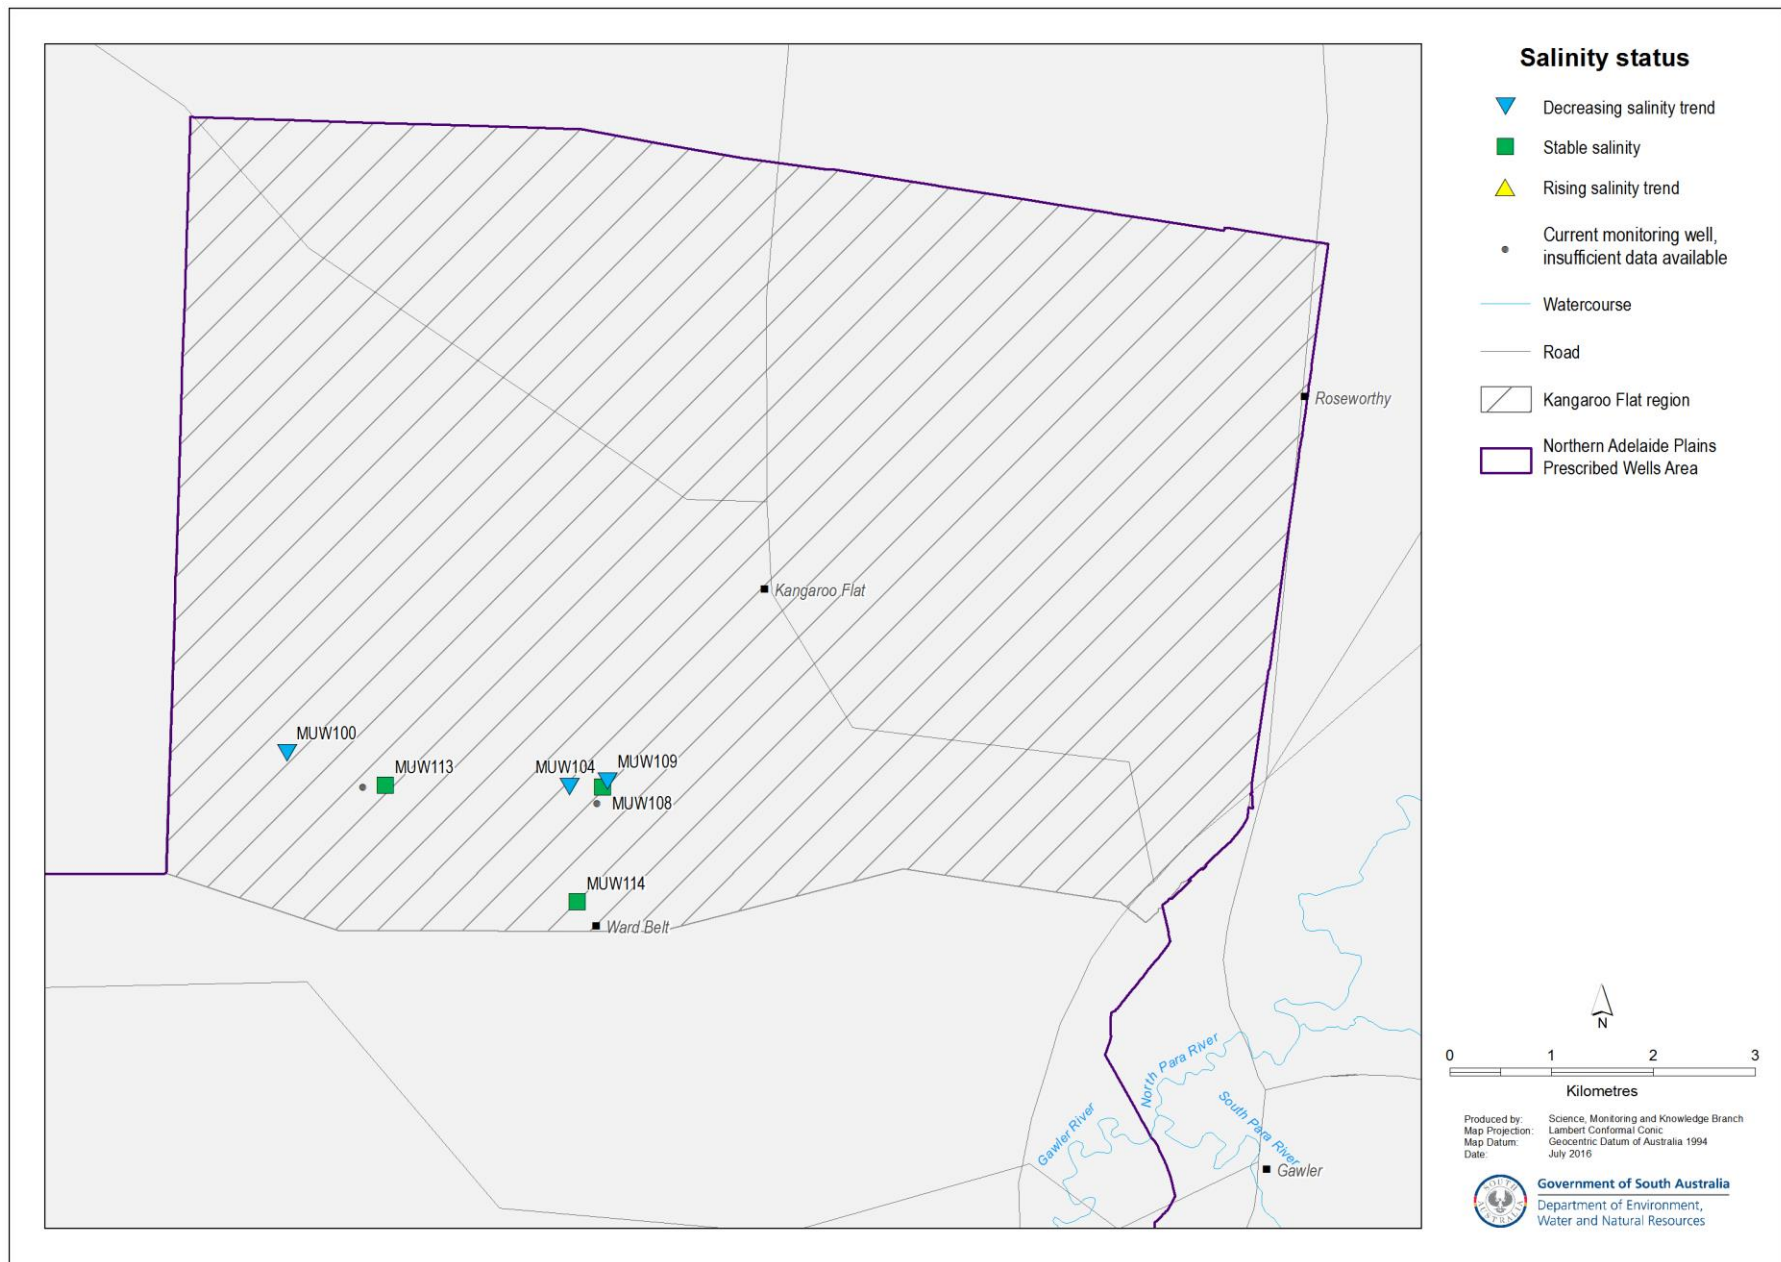 Salinity status
Decreasing salinity trend
Stable salinity
Rising salinity trend
Current monitoring well,
insufficient data available
Watercourse
Road
Kangaroo Flat region
Northern Adelaide Plains
Prescribed Wells Area
Roseworthy
Kangaroo Flat
MUW100
MUW113
MUW104
MUW109
MUW108
MUW114
Ward Belt
North Para River
South Para River
Gawler River
Gawler
N
0 1 2 3
Kilometres
Produced by: Science, Monitoring and Knowledge Branch
Map Projection: Lambert Conformal Conic
Map Datum: Geocentric Datum of Australia 1994
Date: July 2016
SOUTH AUSTRALIA
Government of South Australia
Department of Environment,
Water and Natural Resources